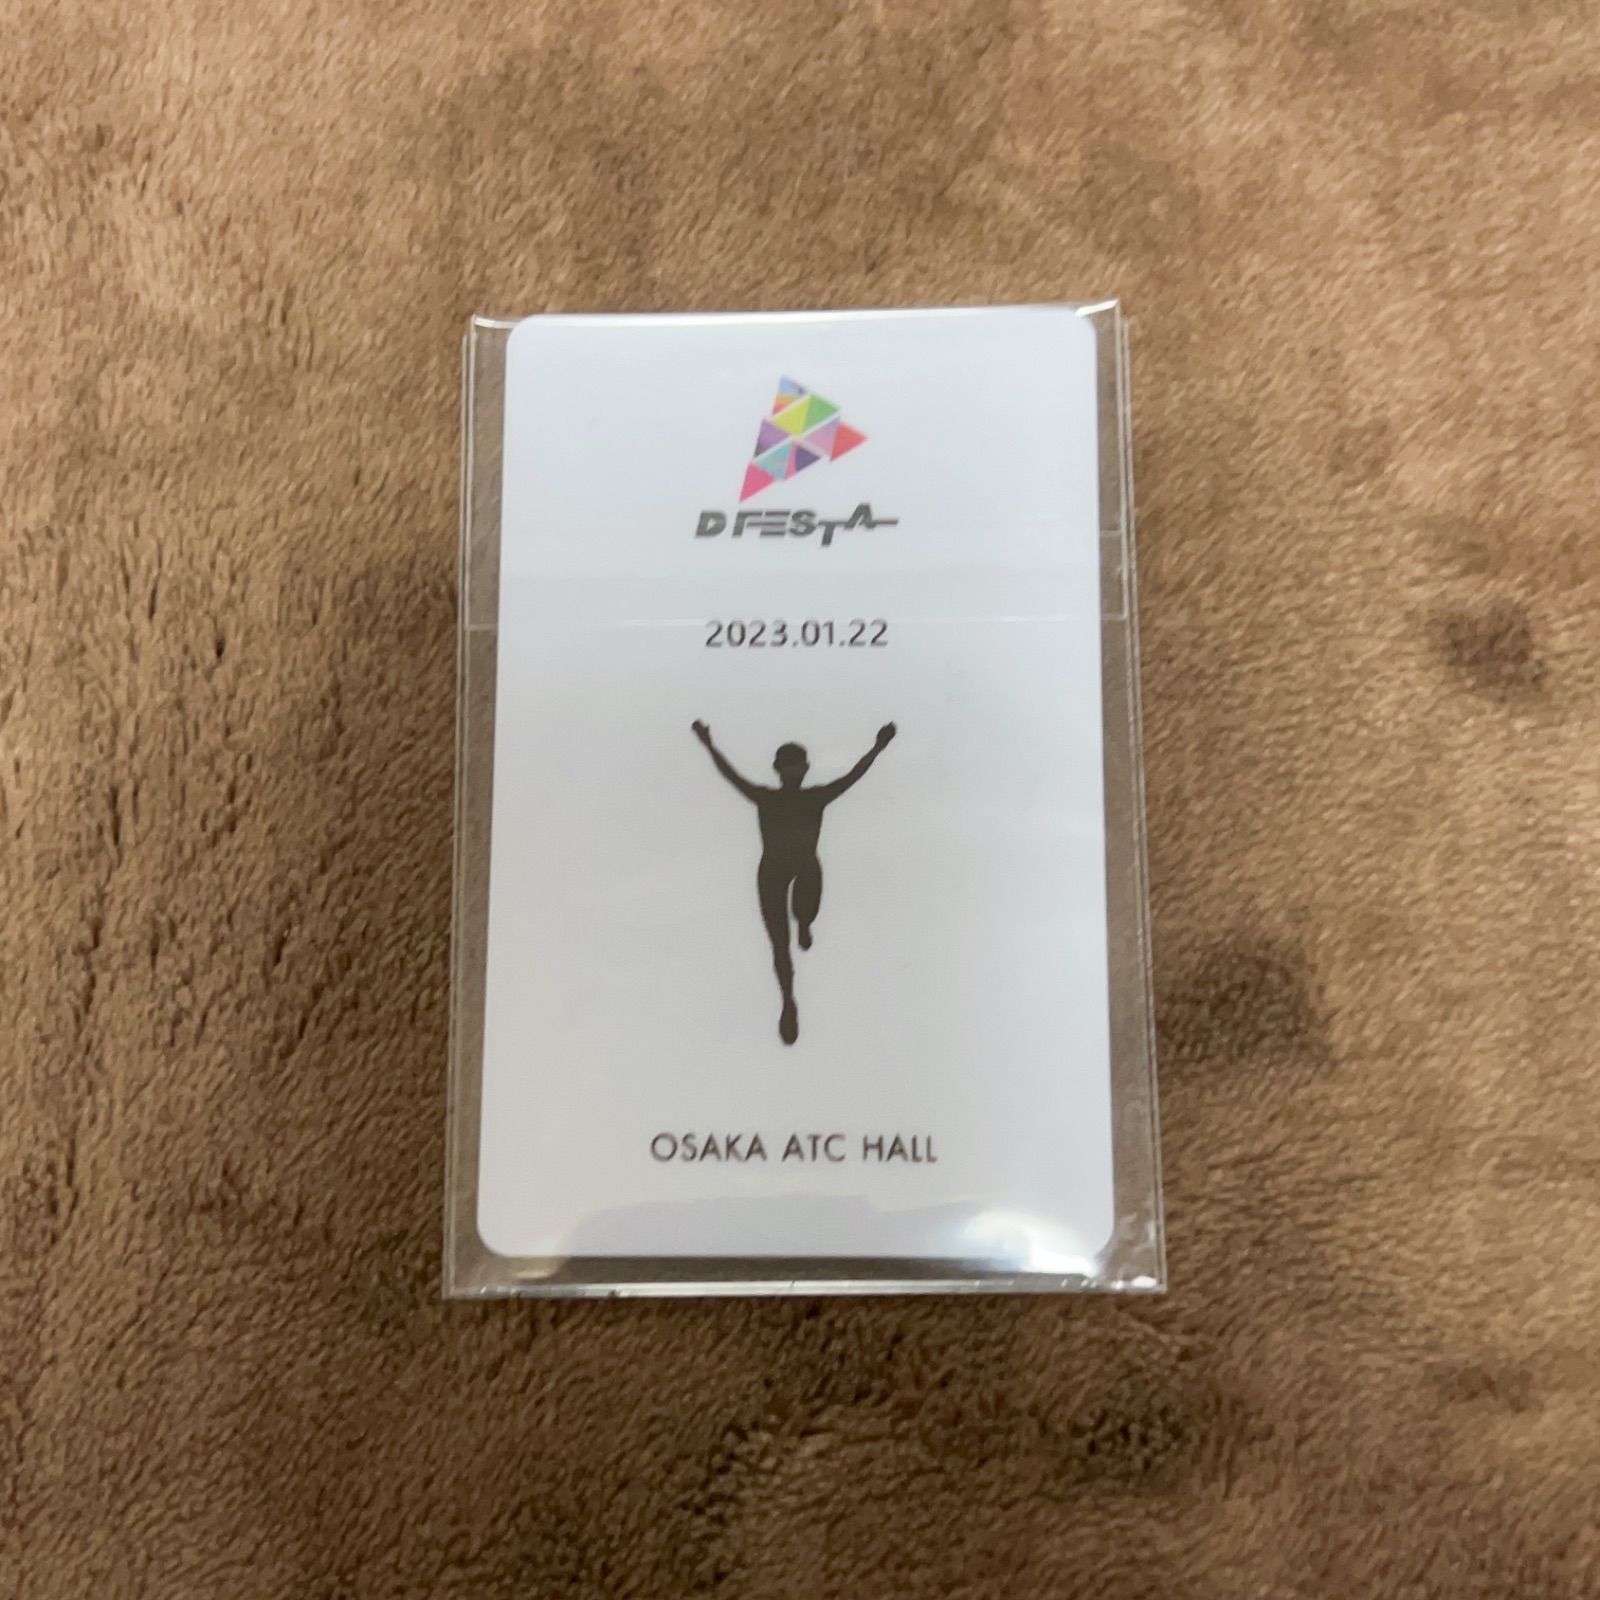 D'FESTA
2023.01.22
OSAKA ATC HALL